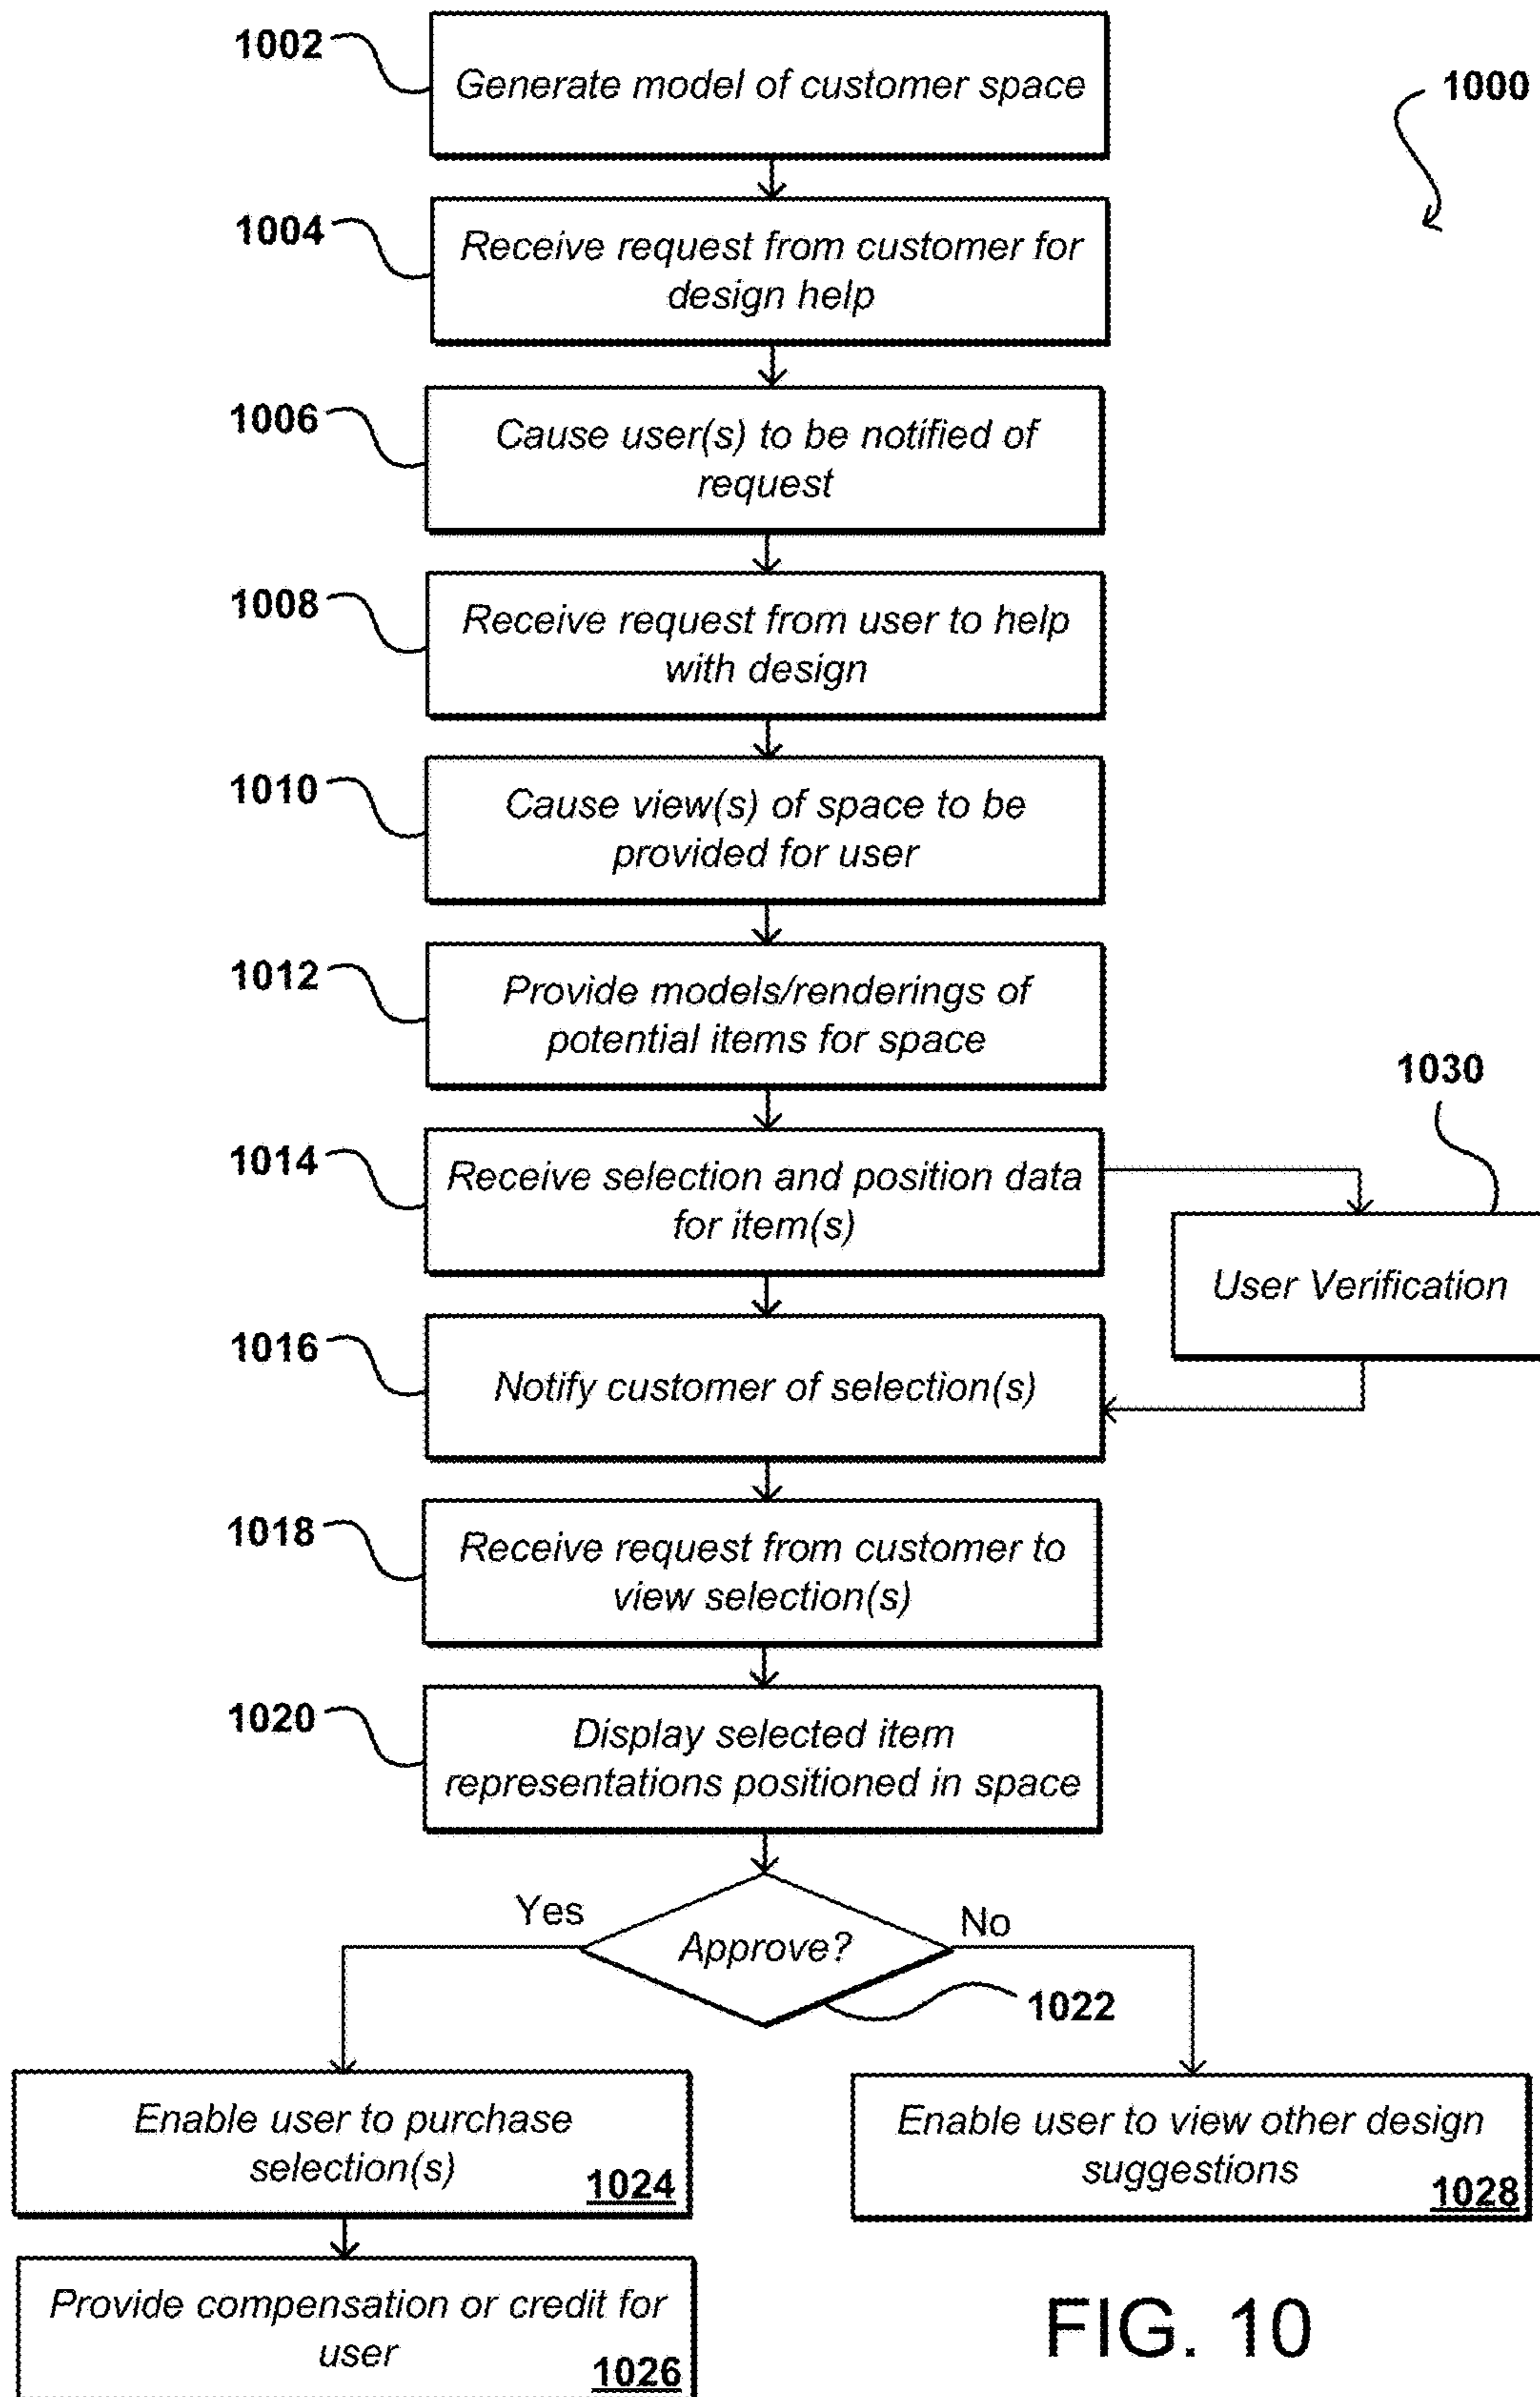 1002
Generate model of customer space
1000
1004
Receive request from customer for
design help
1006
Cause user(s) to be notified of
request
1008
Receive request from user to help
with design
1010
Cause view(s) of space to be
provided for user
1012
Provide models/renderings of
potential items for space
1030
1014
Receive selection and position data
for item(s)
User Verification
1016
Notify customer of selection(s)
1018
Receive request from customer to
view selection(s)
1020
Display selected item
representations positioned in space
Yes
No
Approve?
1022
Enable user to purchase
selection(s)
1024
Enable user to view other design
suggestions
1028
Provide compensation or credit for
user
1026
FIG. 10